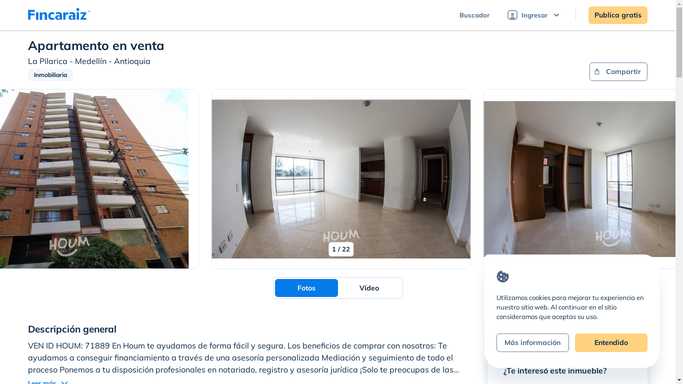 Fincaraiz
Buscador
Ingresar
Publica gratis
Apartamento en venta
La Pilarica - Medellín - Antioquia
Inmobiliaria
Compartir
HOUM
HOUM
HOUM
1 / 22
Fotos
Video
Descripción general
VEN ID HOUM: 71889 En Houm te ayudamos de forma fácil y segura. Los beneficios de comprar con nosotros: Te
ayudamos a conseguir financiamiento a través de una asesoría personalizada Mediación y seguimiento de todo el
proceso Ponemos a tu disposición profesionales en notariado, registro y asesoría jurídica ¡Solo te preocupas de las...
Leer más
Utilizamos cookies para mejorar tu experiencia en
nuestro sitio web. Al continuar en el sitio
consideramos que aceptas su uso.
Más información
Entendido
¿Te interesó este inmueble?